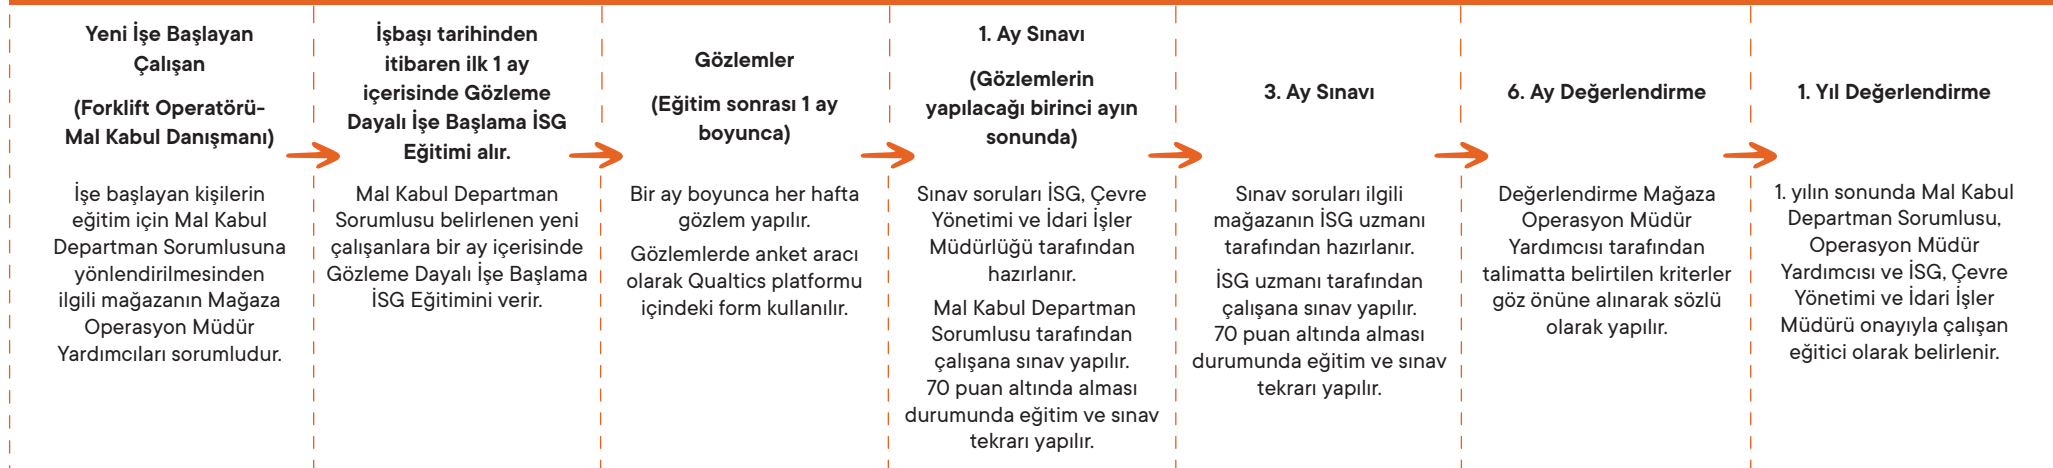 Yeni İşe Başlayan
Çalışan
(Forklift Operatörü-
Mal Kabul Danışmanı)
İşe başlayan kişilerin
eğitim için Mal Kabul
Departman Sorumlusuna
yönlendirilmesinden
ilgili mağazanın Mağaza
Operasyon Müdür
Yardımcıları sorumludur.
İşbaşı tarihinden
itibaren ilk 1 ay
içerisinde Gözleme
Dayalı İşe Başlama İSG
Eğitimi alır.
Mal Kabul Departman
Sorumlusu belirlenen yeni
çalışanlara bir ay içerisinde
Gözleme Dayalı İşe Başlama
İSG Eğitimini verir.
Gözlemler
(Eğitim sonrası 1 ay
boyunca)
Bir ay boyunca her hafta
gözlem yapılır.
Gözlemlerde anket aracı
olarak Qualtics platformu
içindeki form kullanılır.
1. Ay Sınavı
(Gözlemlerin
yapılacağı birinci ayın
sonunda)
Sınav soruları İSG, Çevre
Yönetimi ve İdari İşler
Müdürlüğü tarafından
hazırlanır.
Mal Kabul Departman
Sorumlusu tarafından
çalışana sınav yapılır.
70 puan altında alması
durumunda eğitim ve sınav
tekrarı yapılır.
3. Ay Sınavı
Sınav soruları ilgili
mağazanın İSG uzmanı
tarafından hazırlanır.
İSG uzmanı tarafından
çalışana sınav yapılır.
70 puan altında alması
durumunda eğitim ve sınav
tekrarı yapılır.
6. Ay Değerlendirme
Değerlendirme Mağaza
Operasyon Müdür
Yardımcısı tarafından
talimatta belirtilen kriterler
göz önüne alınarak sözlü
olarak yapılır.
1. Yıl Değerlendirme
1. yılın sonunda Mal Kabul
Departman Sorumlusu,
Operasyon Müdür
Yardımcısı ve İSG, Çevre
Yönetimi ve İdari İşler
Müdürü onayıyla çalışan
eğitici olarak belirlenir.